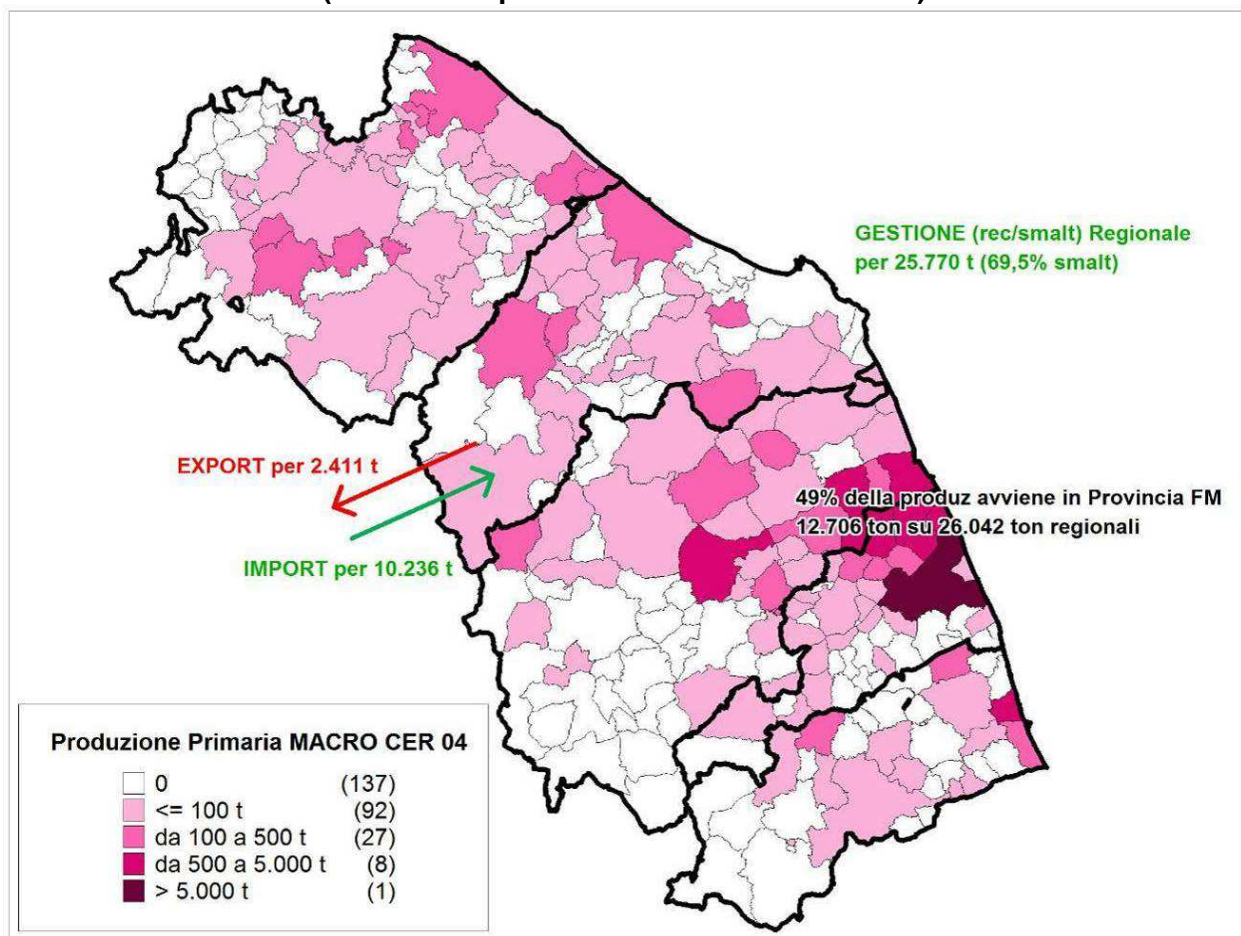 GESTIONE (rec/smalt) Regionale
per 25.770 t (69,5% smalt)
EXPORT per 2.411 t
49% della produz avviene in Provincia FM
12.706 ton su 26.042 ton regionali
IMPORT per 10.236 t
Produzione Primaria MACRO CER 04
0 (137)
<= 100 t (92)
da 100 a 500 t (27)
da 500 a 5.000 t (8)
> 5.000 t (1)